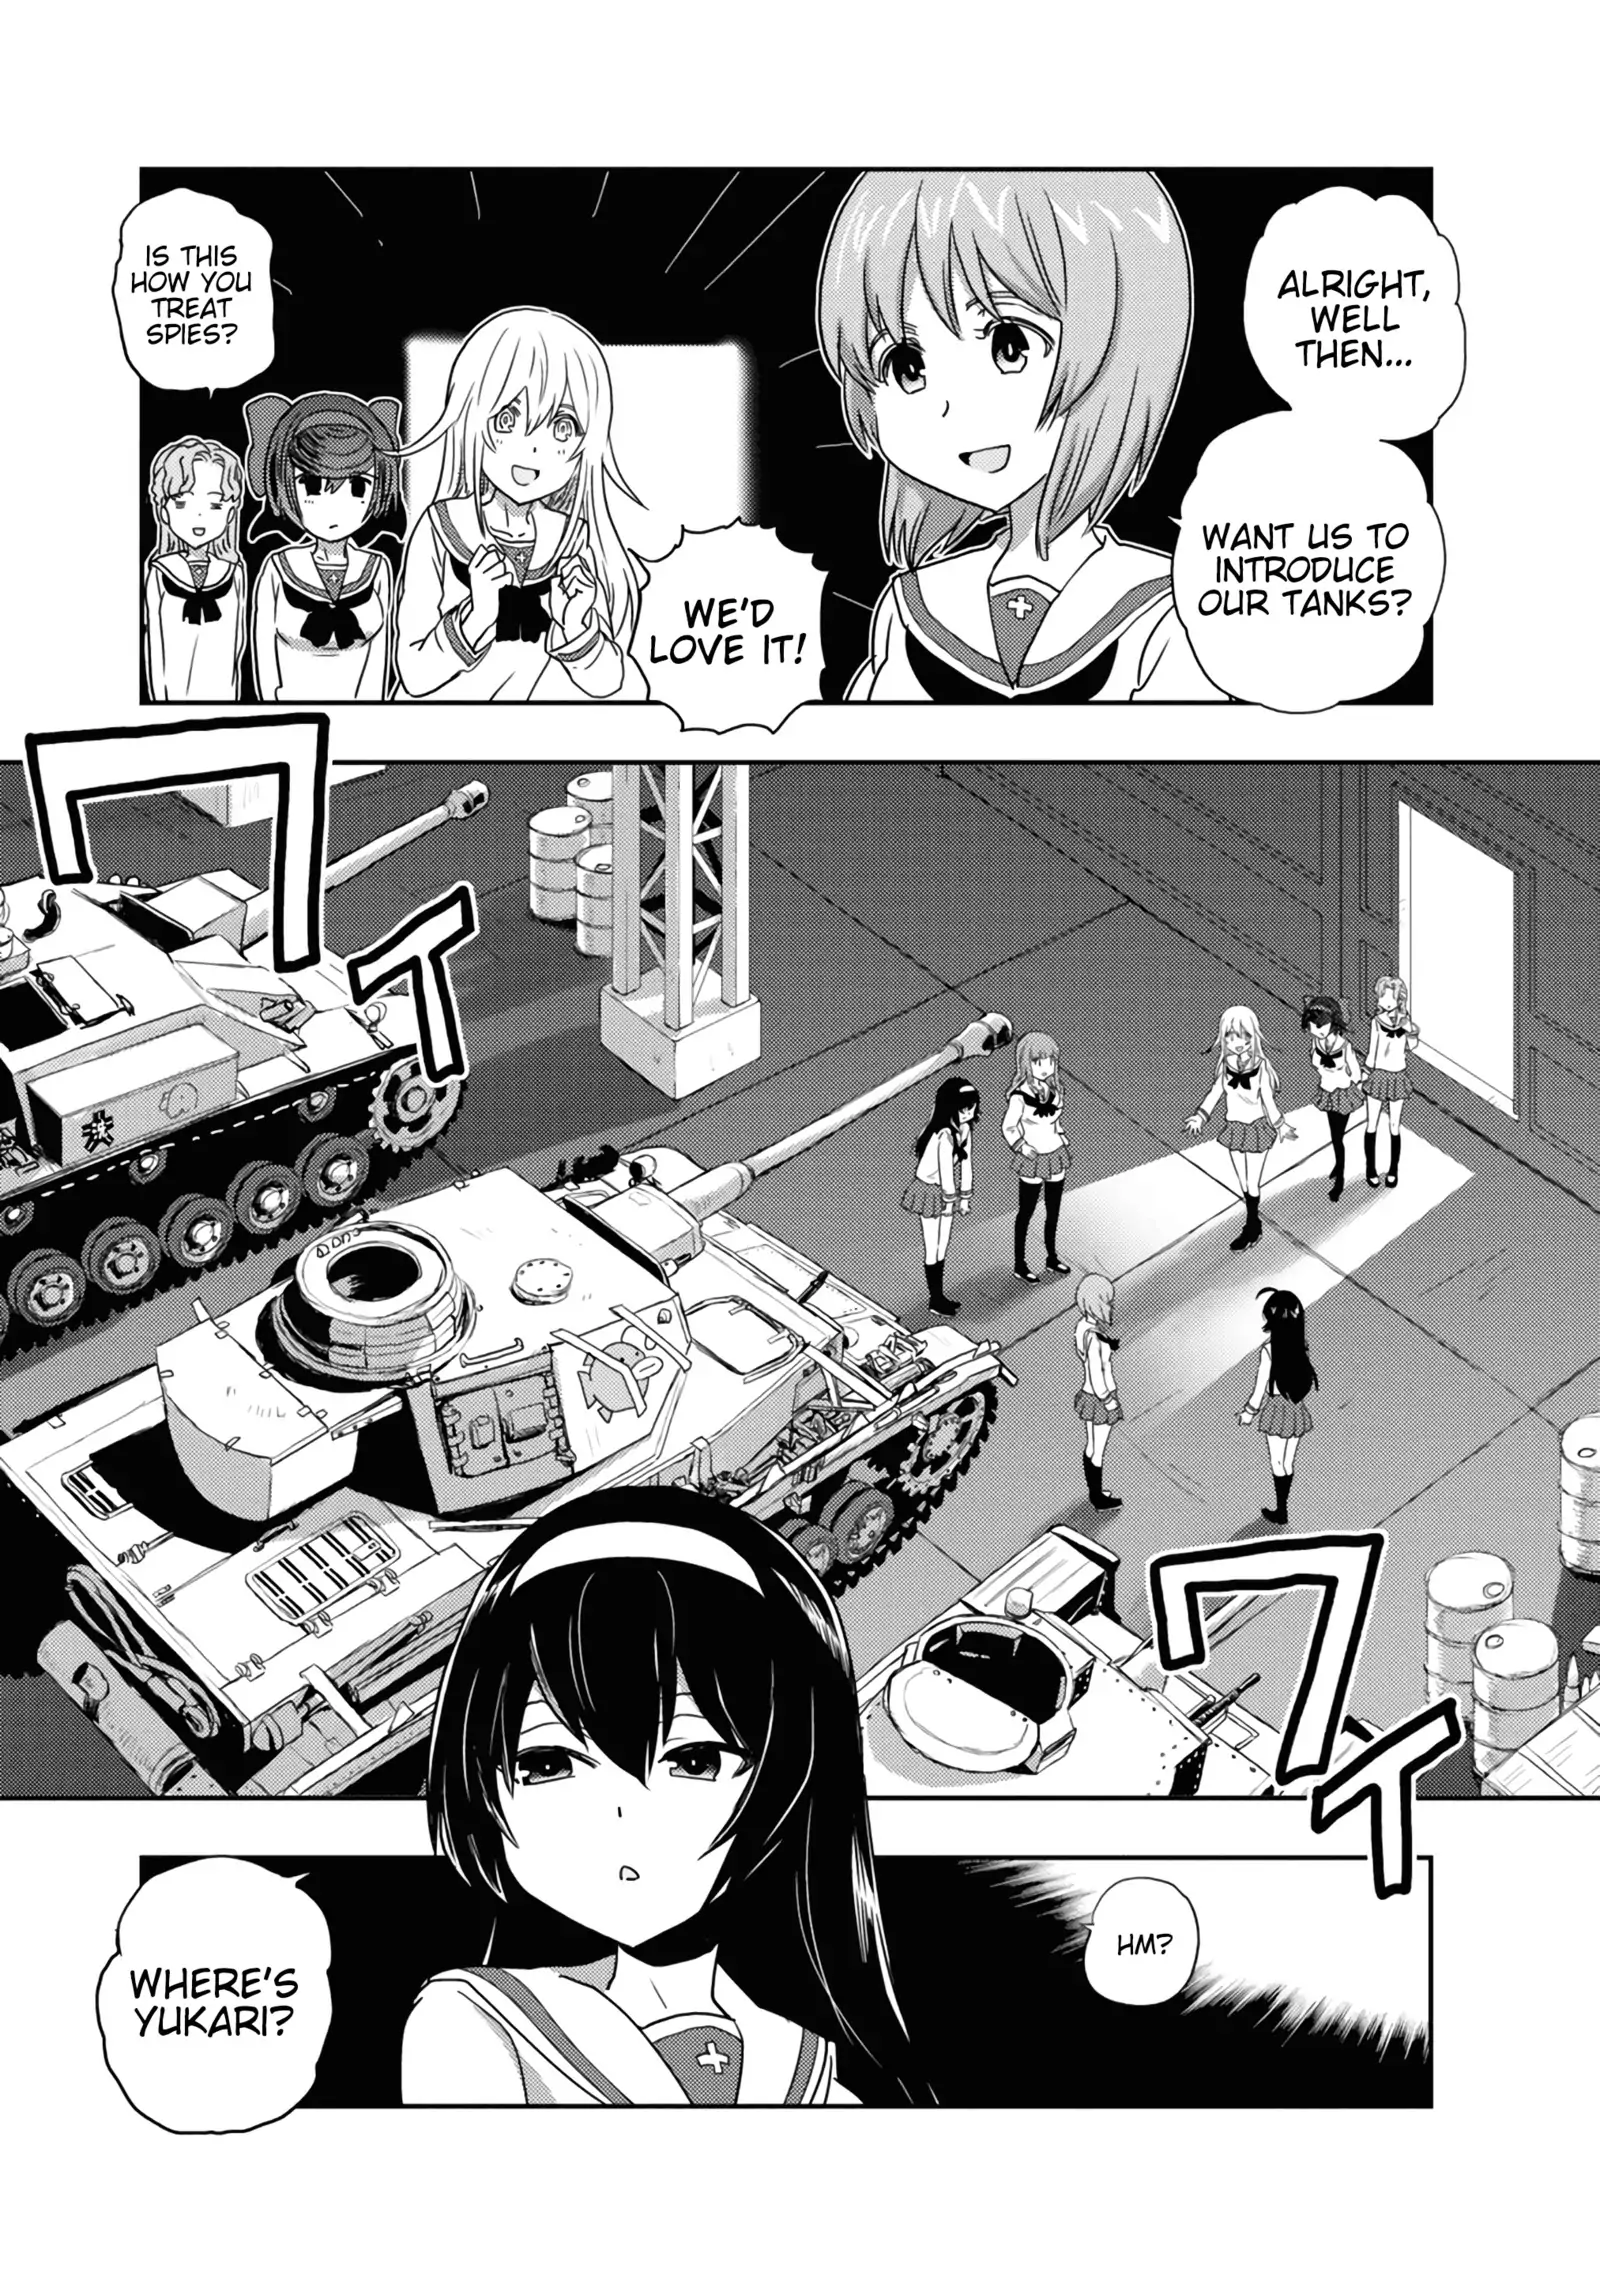 ALRIGHT,
WELL
THEN...
WANT US TO
INTRODUCE
OUR TANKS?
WE'D
LOVE IT!
IS THIS
HOW YOU
TREAT
SPIES?
ワイ
ワイ
HM?
WHERE'S
YUKARI?